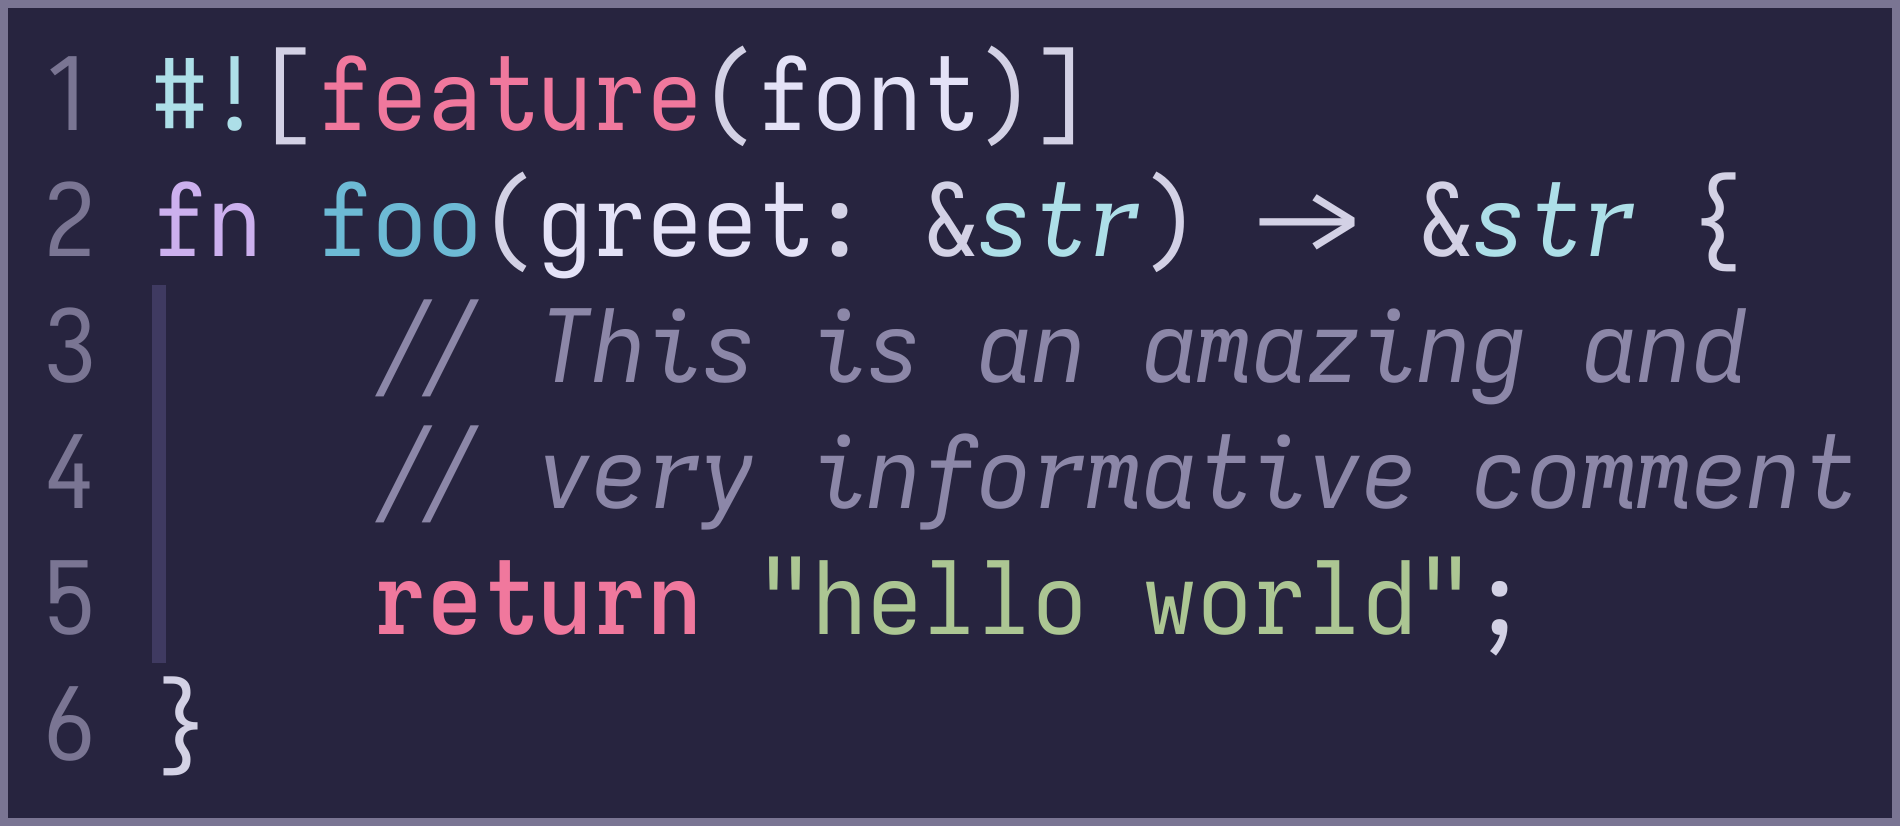 1 #![feature(font)]
2 fn foo(greet: &str) -> &str {
3     // This is an amazing and
4     // very informative comment
5     return "hello world";
6 }